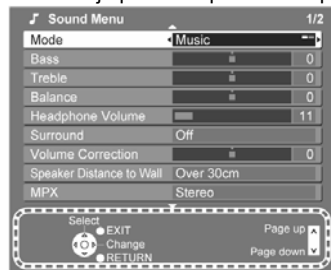 Sound Menu 1/2
Mode Music
Bass 0
Treble 0
Balance 0
Headphone Volume 11
Surround Off
Volume Correction 0
Speaker Distance to Wall Over 30cm
MPX Stereo
Select
EXIT
Change
RETURN
Page up
Page down